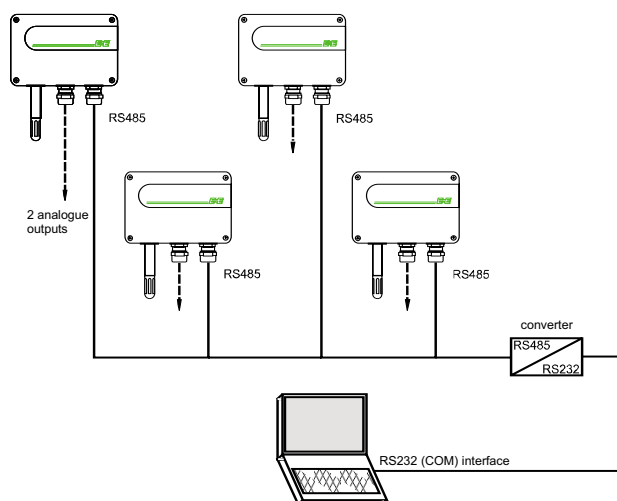 RS485
RS485
2 analogue
outputs
RS485
RS485
converter
RS485
RS232
RS232 (COM) interface